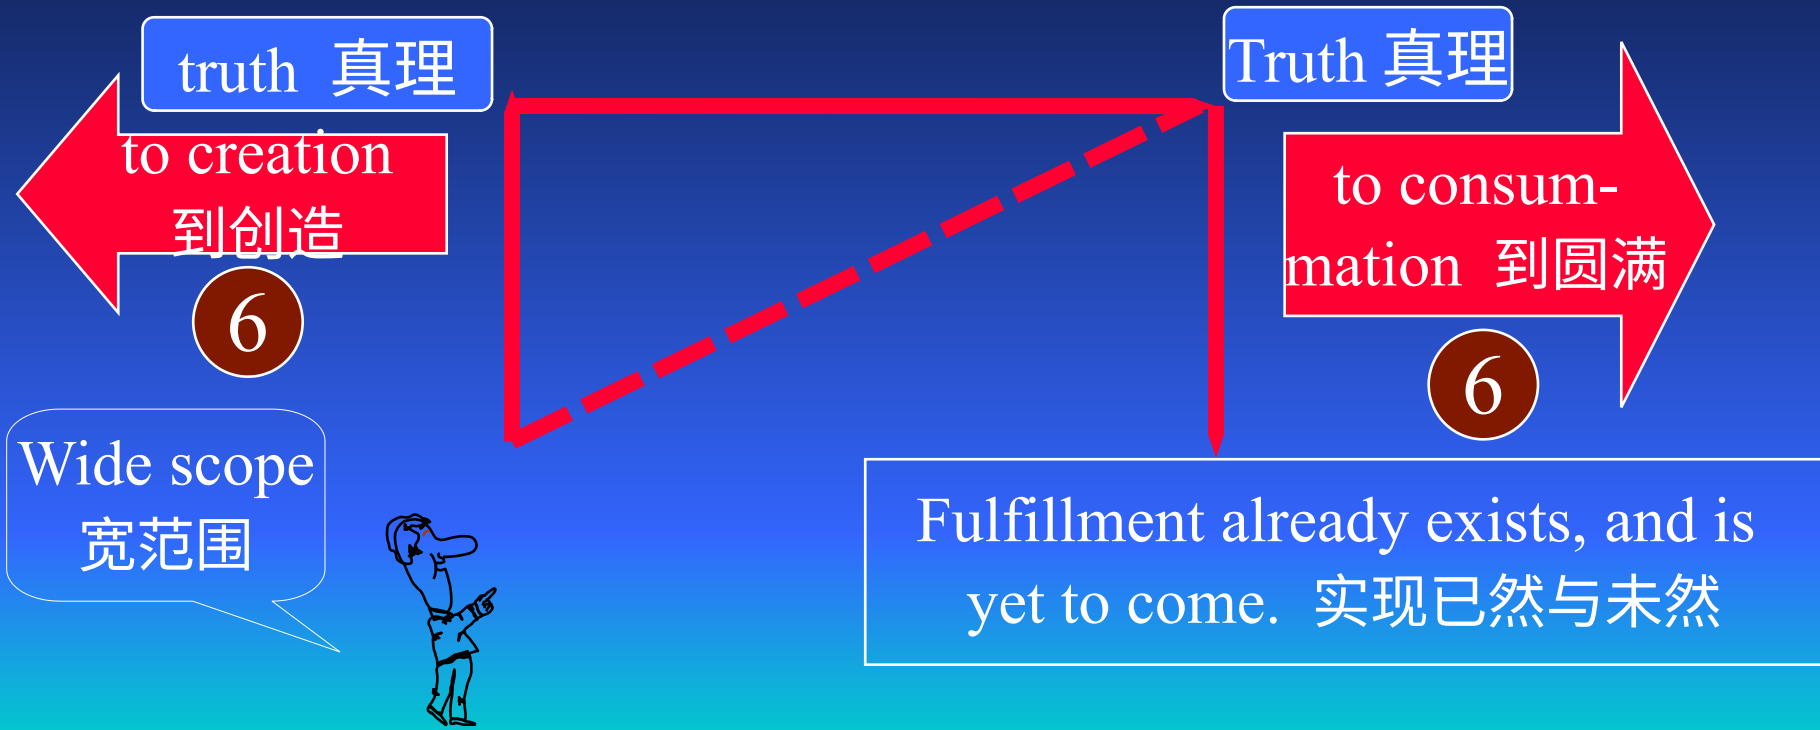 truth 真理
to creation
到创造
6
Wide scope
宽范围
Truth 真理
to consum-
mation 到圆满
6
Fulfillment already exists, and is
yet to come. 实现已然与未然